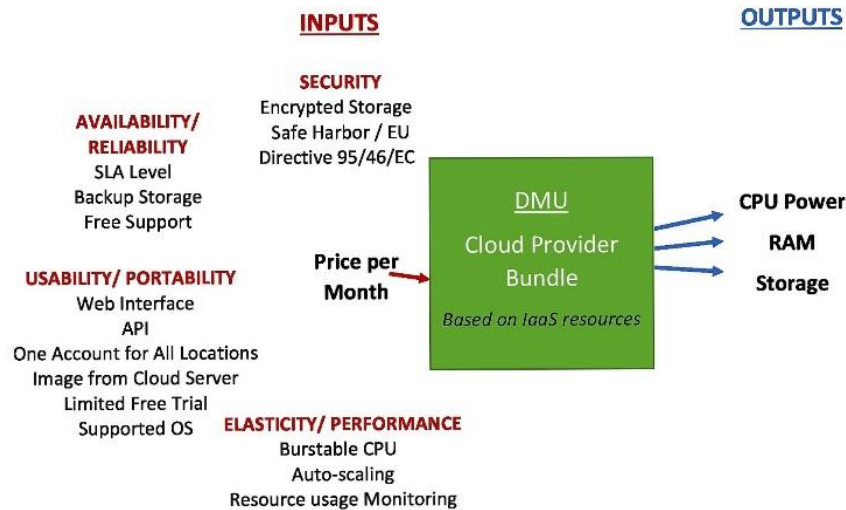 INPUTS
OUTPUTS
SECURITY
Encrypted Storage
Safe Harbor / EU
Directive 95/46/EC
AVAILABILITY/
RELIABILITY
SLA Level
Backup Storage
Free Support
USABILITY/ PORTABILITY
Web Interface
API
One Account for All Locations
Image from Cloud Server
Limited Free Trial
Supported OS
ELASTICITY/ PERFORMANCE
Burstable CPU
Auto-scaling
Resource usage Monitoring
Price per
Month
DMU
Cloud Provider
Bundle
Based on IaaS resources
CPU Power
RAM
Storage